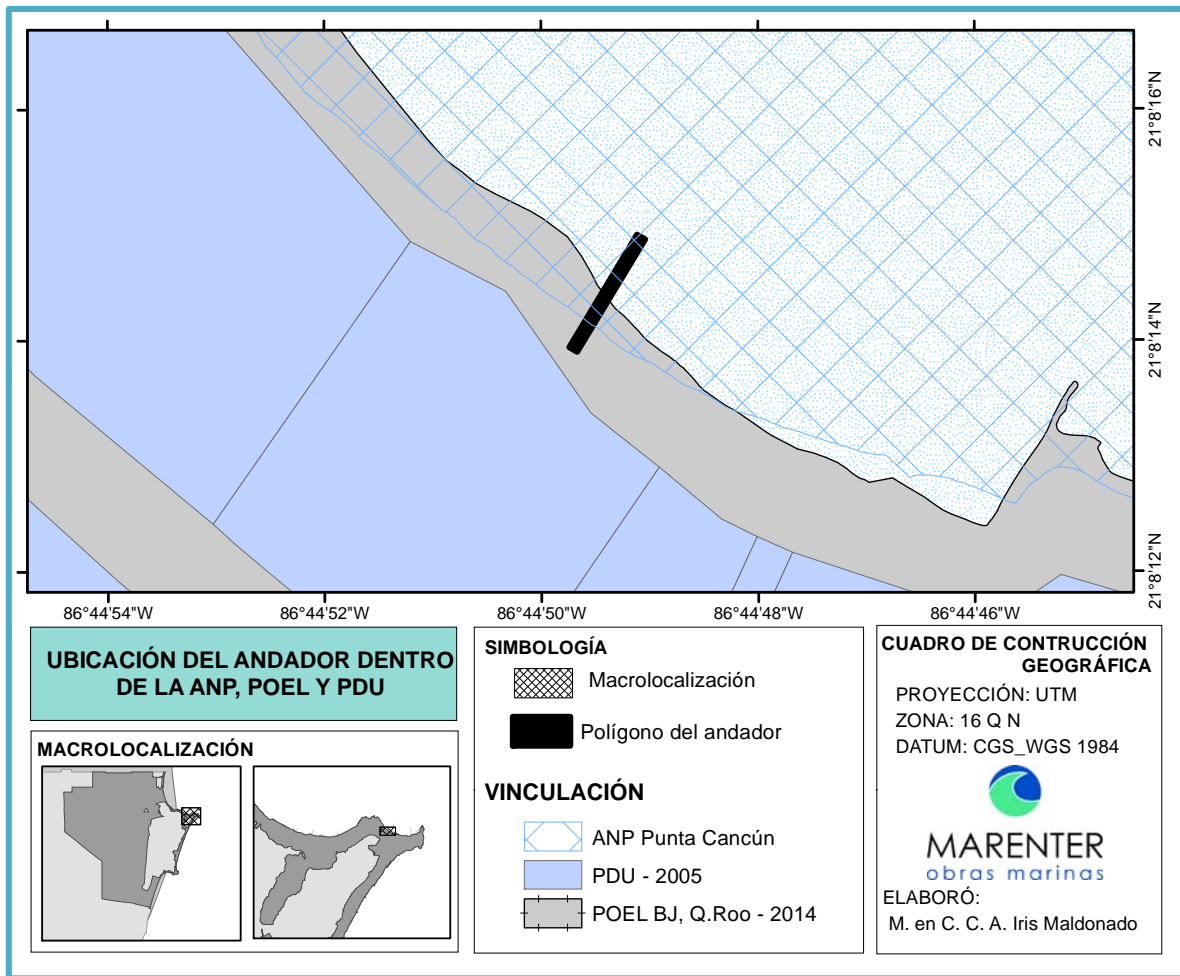 21°8'16"N
21°8'14"N
21°8'12"N
86°44'54"W
86°44'52"W
86°44'50"W
86°44'48"W
86°44'46"W
UBICACIÓN DEL ANDADOR DENTRO
DE LA ANP, POEL Y PDU
MACROLOCALIZACIÓN
SIMBOLOGÍA
Macrolocalización
Polígono del andador
VINCULACIÓN
ANP Punta Cancún
PDU - 2005
POEL BJ, Q.Roo - 2014
CUADRO DE CONTRUCCIÓN
GEOGRÁFICA
PROYECCIÓN: UTM
ZONA: 16 Q N
DATUM: CGS_WGS 1984
MARENTER
obras marinas
ELABORÓ:
M. en C. C. A. Iris Maldonado